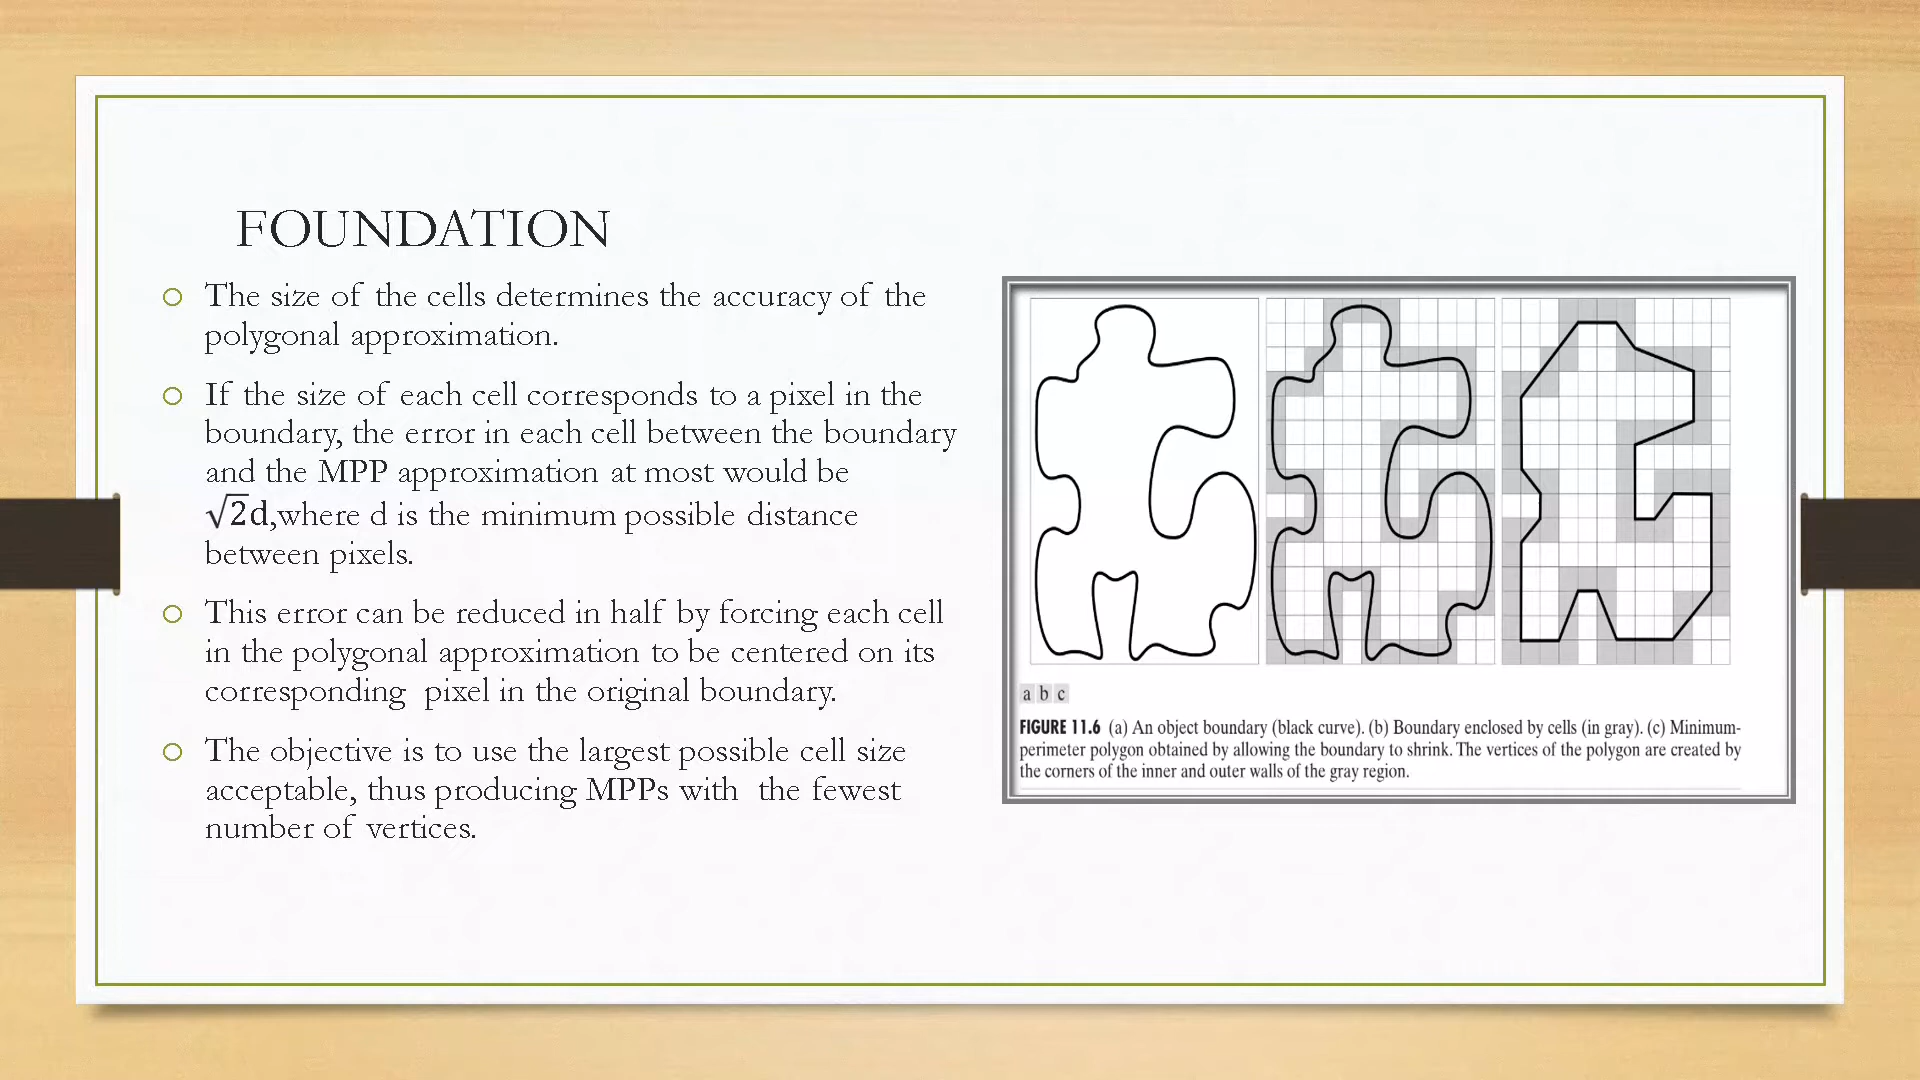 FOUNDATION
The size of the cells determines the accuracy of the
polygonal approximation.
If the size of each cell corresponds to a pixel in the
boundary, the error in each cell between the boundary
and the MPP approximation at most would be
√2d,where d is the minimum possible distance
between pixels.
This error can be reduced in half by forcing each cell
in the polygonal approximation to be centered on its
corresponding pixel in the original boundary.
The objective is to use the largest possible cell size
acceptable, thus producing MPPs with the fewest
number of vertices.
a b c
FIGURE 11.6 (a) An object boundary (black curve). (b) Boundary enclosed by cells (in gray). (c) Minimum-
perimeter polygon obtained by allowing the boundary to shrink. The vertices of the polygon are created by
the corners of the inner and outer walls of the gray region.